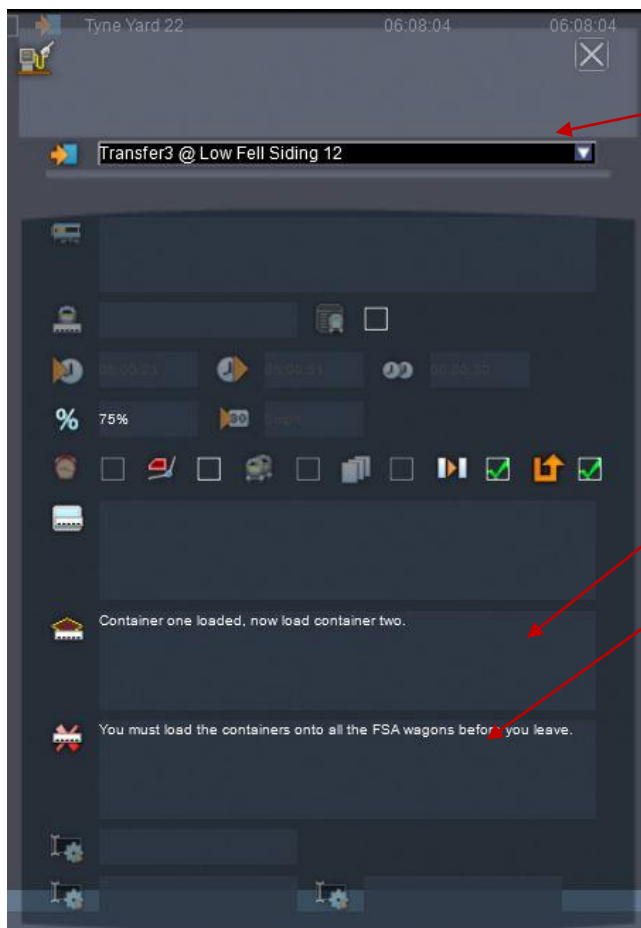 Tyne Yard 22 06:08:04 06:08:04
Transfer3 @ Low Fell Siding 12
%
75%
30
Container one loaded, now load container two.
You must load the containers onto all the FSA wagons before you leave.